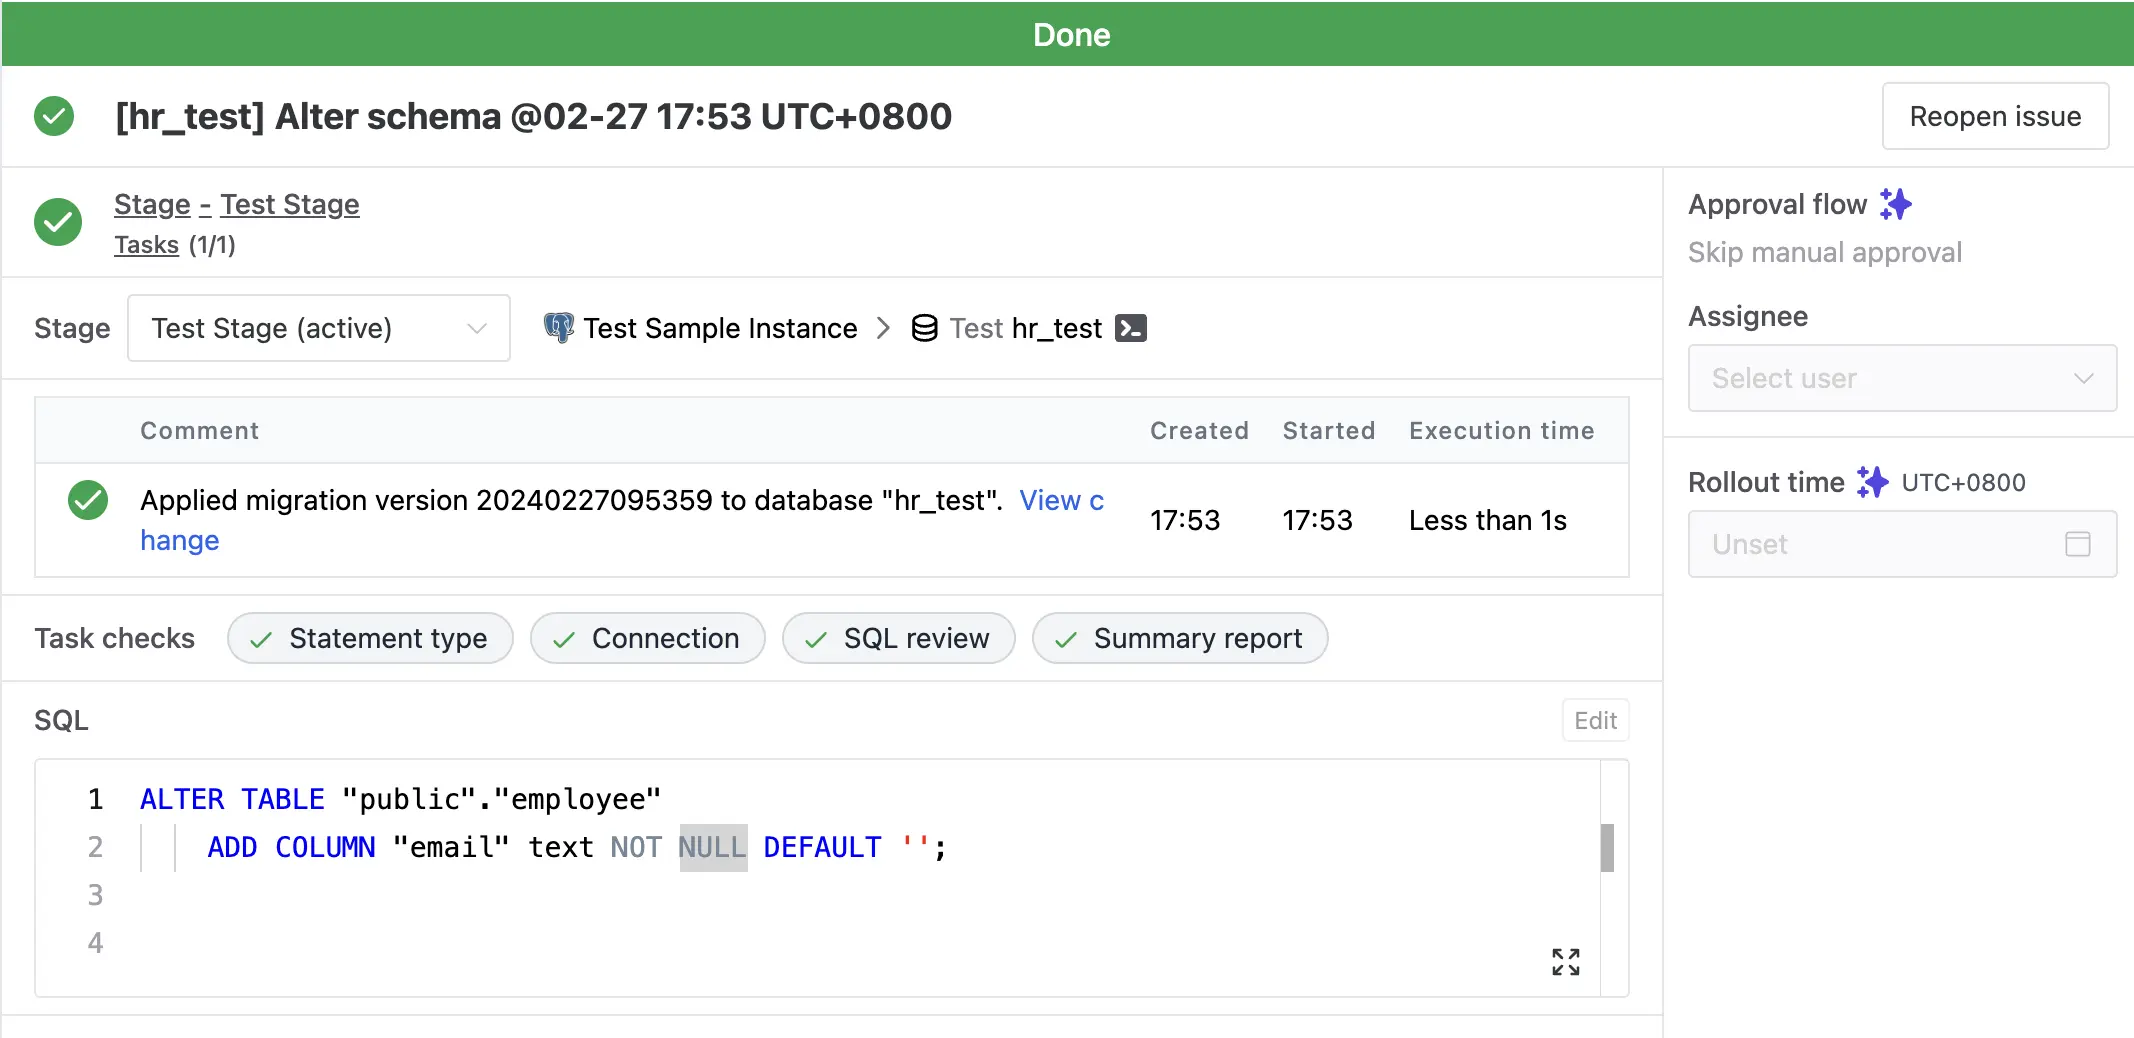 Done
[hr_test] Alter schema @02-27 17:53 UTC+0800
Reopen issue
Stage - Test Stage
Tasks (1/1)
Stage
Test Stage (active)
Test Sample Instance
Test hr_test
Comment
Created
Started
Execution time
Applied migration version 20240227095359 to database "hr_test". View c
hange
17:53
17:53
Less than 1s
Task checks
Statement type
Connection
SQL review
Summary report
SQL
Edit
1 ALTER TABLE "public"."employee"
2 ADD COLUMN "email" text NOT NULL DEFAULT '';
3
4
Approval flow
Skip manual approval
Assignee
Select user
Rollout time UTC+0800
Unset